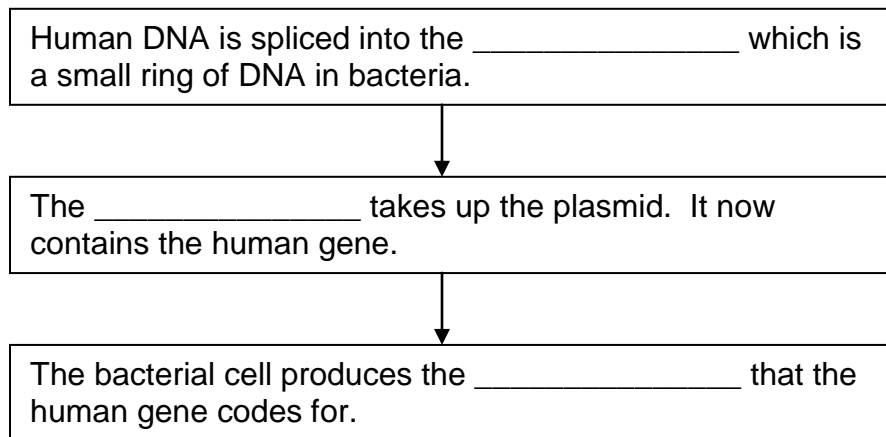 Human DNA is spliced into the _______________ which is
a small ring of DNA in bacteria.
The _______________ takes up the plasmid.  It now
contains the human gene.
The bacterial cell produces the _______________ that the
human gene codes for.